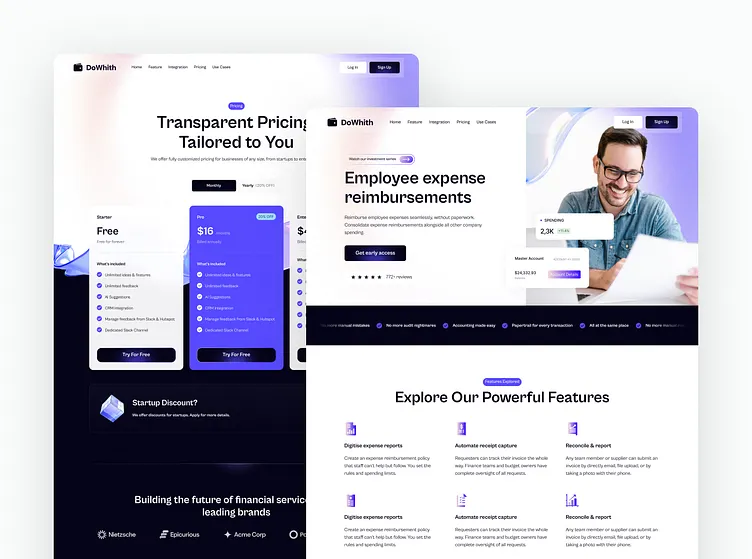 DoWhith
Home Feature Integration Pricing Use Cases
Log In
Sign Up
Pricing
Transparent Pricing
Tailored to You
We offer fully customized pricing for businesses of any size, from startups to
Monthly
Yearly (20% OFF)
Starter
Free
Free for forever
What's included
Unlimited ideas & features
Unlimited feedback
AI Suggestions
CRM integration
Manage feedback from Slack & Hubspot
Dedicated Slack Channel
Try For Free
Pro
20% OFF
$16
Billed annually
What's included
Unlimited ideas & features
Unlimited feedback
AI Suggestions
CRM integration
Manage feedback from Slack & Hubspot
Dedicated Slack Channel
Try For Free
Startup Discount?
We offer discounts for startups. Apply for more details.
Building the future of financial
leading brands
Nietzsche
Epicurious
Acme Corp
DoWhith
Home Feature Integration Pricing Use Cases
Log In
Sign Up
Watch our investment series
Employee expense
reimbursements
Reimburse employee expenses seamlessly, without paperwork.
Consolidate expense reimbursements alongside all other company
spending
Get early access
772+ reviews
SPENDING
2,3K
Master Account
$24,332.93
Account Details
more manual mistakes
No more audit nightmares
Accounting made easy
Papertrail for every transaction
All at the same place
No more manual
Features Explored
Explore Our Powerful Features
Digitise expense reports
Create an expense reimbursement policy
that staff can't help but follow. You set the
rules and spending limits.
Automate receipt capture
Requesters can track their invoice the whole
way. Finance teams and budget owners have
complete oversight of all requests.
Reconcile & report
Any team member or supplier can submit an
invoice by directly email, file upload, or by
taking a photo with their phone.
Digitise expense reports
Create an expense reimbursement policy
that staff can't help but follow. You set the
rules and spending limits.
Automate receipt capture
Requesters can track their invoice the whole
way. Finance teams and budget owners have
complete oversight of all requests.
Reconcile & report
Any team member or supplier can submit an
invoice by directly email, file upload, or by
taking a photo with their phone.